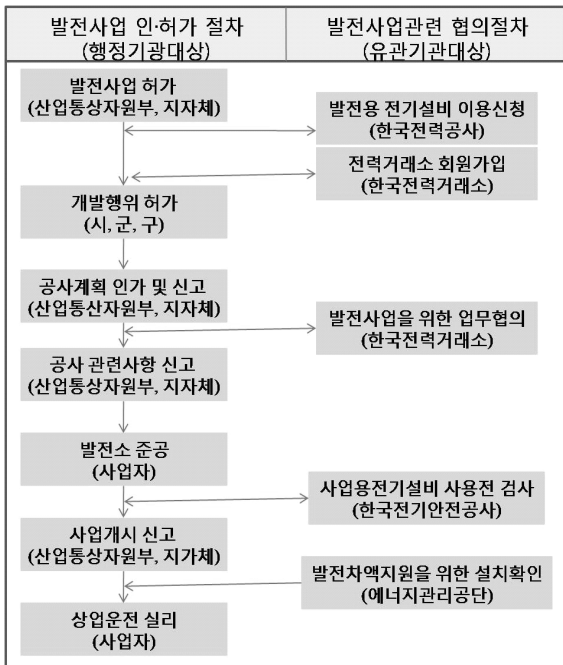 발전사업 인·허가 절차
(행정기광대상)
발전사업관련 협의절차
(유관기관대상)
발전사업 허가
(산업통상자원부, 지자체)
발전용 전기설비 이용신청
(한국전력공사)
전력거래소 회원가입
(한국전력거래소)
개발행위 허가
(시, 군, 구)
공사계획 인가 및 신고
(산업통산자원부, 지자체)
발전사업을 위한 업무협의
(한국전력거래소)
공사 관련사항 신고
(산업통상자원부, 지자체)
발전소 준공
(사업자)
사업용전기설비 사용전 검사
(한국전기안전공사)
사업개시 신고
(산업통상자원부, 지가체)
발전차액지원을 위한 설치확인
(에너지관리공단)
상업운전 실리
(사업자)